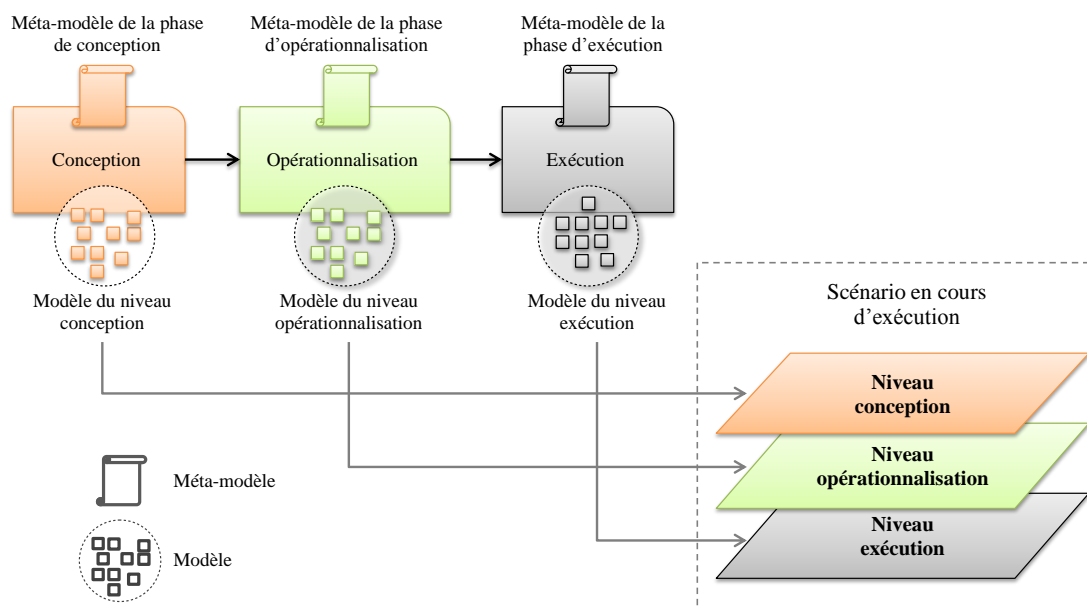 Méta-modèle de la phase
de conception
Méta-modèle de la phase
d’opérationnalisation
Méta-modèle de la
phase d’exécution
Conception
Opérationnalisation
Exécution
Modèle du niveau
conception
Modèle du niveau
opérationnalisation
Modèle du niveau
exécution
Scénario en cours
d’exécution
Niveau
conception
Niveau
opérationnalisation
Niveau
exécution
Méta-modèle
Modèle